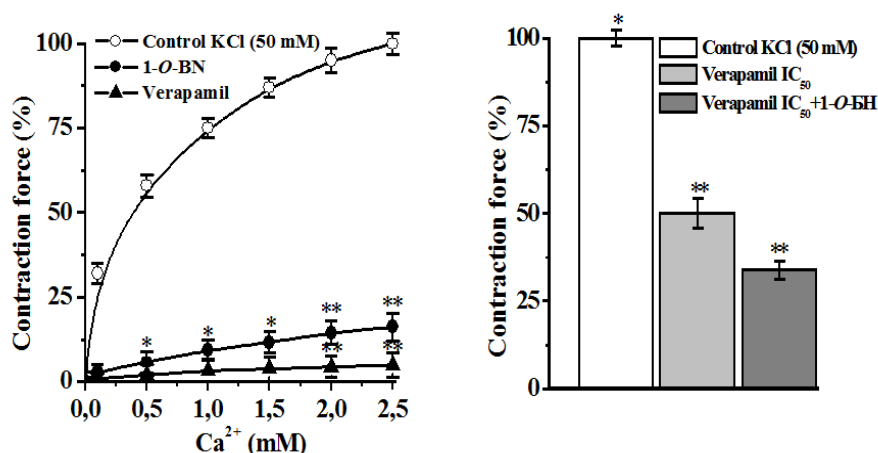 Control KCl (50 mM)
1-O-BN
Verapamil
Contraction force (%)
100
75
50
25
0
* * * ** **
** **
0,0 0,5 1,0 1,5 2,0 2,5
Ca²⁺ (mM)
Control KCl (50 mM)
Verapamil IC₅₀
Verapamil IC₅₀+1-O-БН
Contraction force (%)
100
75
50
25
0
*
**
**